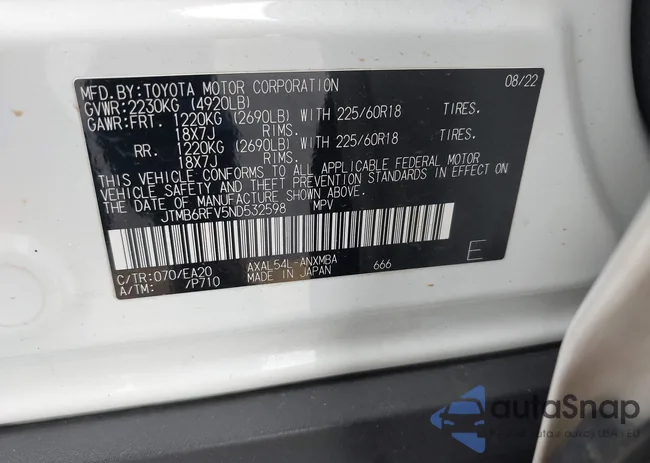 MFD.BY:TOYOTA MOTOR CORPORATION 08/22
GVWR:2230KG (4920LB)
GAWR:FRT. 1220KG (2690LB) WITH 225/60R18 TIRES.
18X7J RIMS.
RR. 1220KG (2690LB) WITH 225/60R18 TIRES.
18X7J RIMS.
THIS VEHICLE CONFORMS TO ALL APPLICABLE FEDERAL MOTOR
VEHICLE SAFETY AND THEFT PREVENTION STANDARDS IN EFFECT ON
THE DATE OF MANUFACTURE SHOWN ABOVE.
JTMB6RFV5ND532598 MPV
C/TR:070/EA20 AXAL54L-ANXMBA 666 E
A/TM: /P710 MADE IN JAPAN
autoSnap